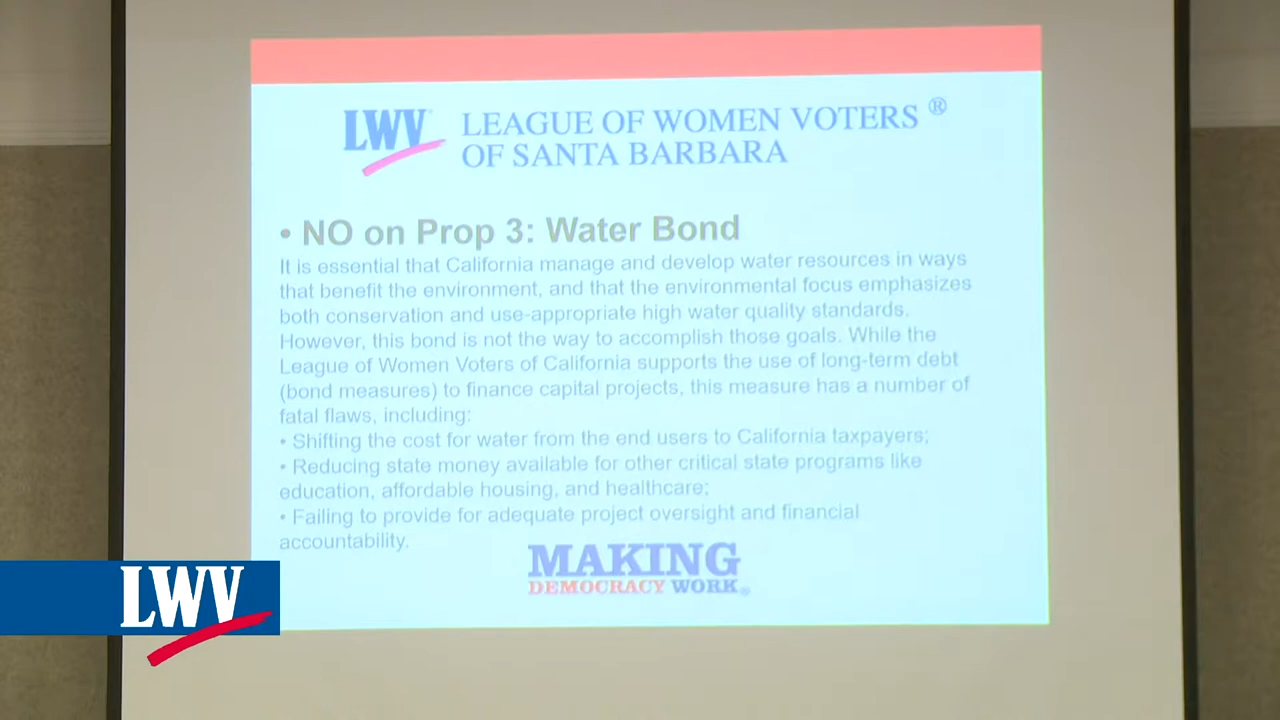 LWV LEAGUE OF WOMEN VOTERS ®
OF SANTA BARBARA
• NO on Prop 3: Water Bond
It is essential that California manage and develop water resources in ways
that benefit the environment, and that the environmental focus emphasizes
both conservation and use-appropriate high water quality standards.
However, this bond is not the way to accomplish those goals. While the
League of Women Voters of California supports the use of long-term debt
(bond measures) to finance capital projects, this measure has a number of
fatal flaws, including:
• Shifting the cost for water from the end users to California taxpayers;
• Reducing state money available for other critical state programs like
education, affordable housing, and healthcare;
• Failing to provide for adequate project oversight and financial
accountability.
MAKING
DEMOCRACY WORK®
LWV